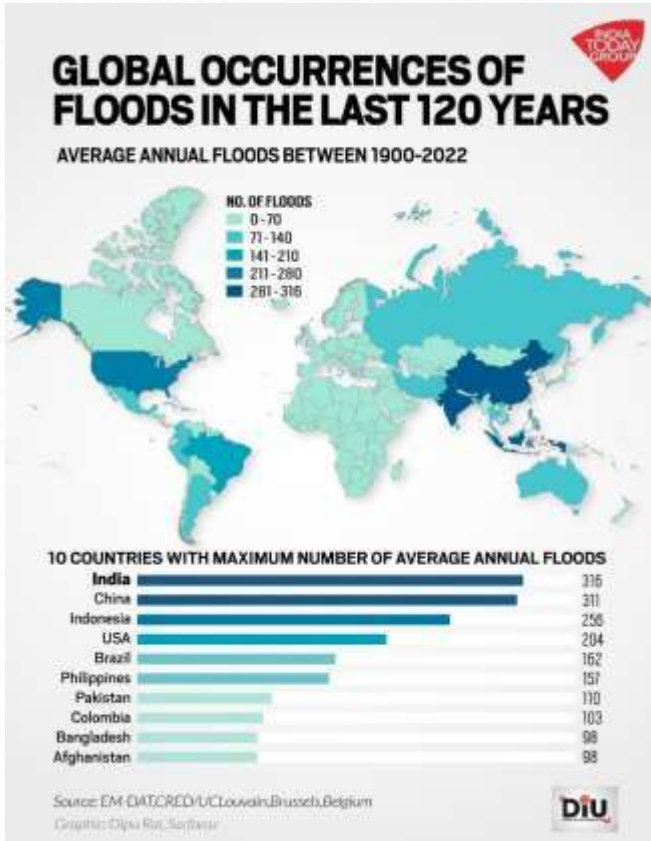 INDIA
TODAY
GROUP
GLOBAL OCCURRENCES OF
FLOODS IN THE LAST 120 YEARS
AVERAGE ANNUAL FLOODS BETWEEN 1900-2022
NO. OF FLOODS
0-70
71-140
141-210
211-280
281-316
10 COUNTRIES WITH MAXIMUM NUMBER OF AVERAGE ANNUAL FLOODS
India 316
China 311
Indonesia 256
USA 204
Brazil 162
Philippines 157
Pakistan 110
Colombia 103
Bangladesh 98
Afghanistan 98
Source: EM-DAT,CRED/UCLouvain,Brussels,Belgium
Graphic: Dipu Rai,
DiU